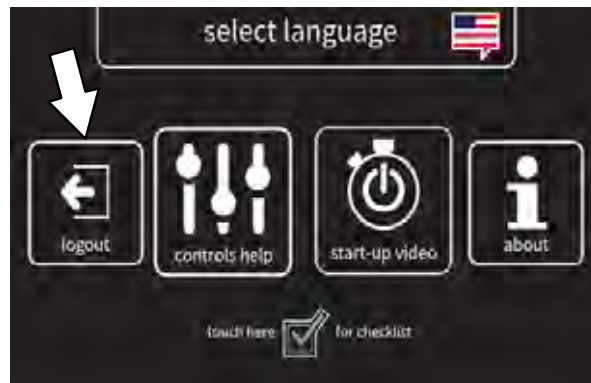 select language
logout
controls help
start-up video
about
touch here for checklist